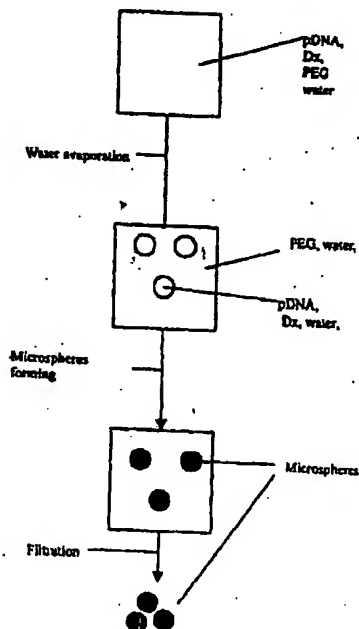 pDNA,
Dx,
PEG
water
Water evaporation
PEG, water,
pDNA,
Dx, water,
Microspheres
forming
Microspheres
Filtration